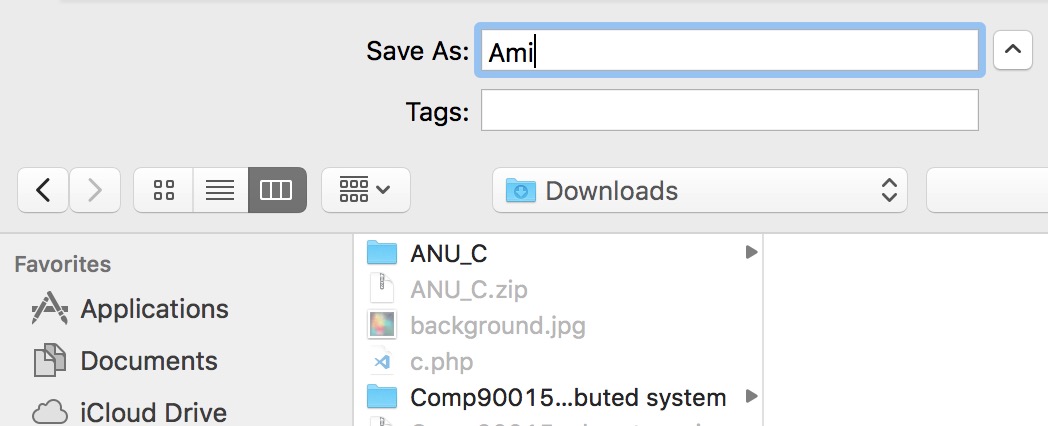 Save As: Ami
Tags:
Downloads
Favorites
Applications
Documents
iCloud Drive
ANU_C
ANU_C.zip
background.jpg
c.php
Comp90015...buted system